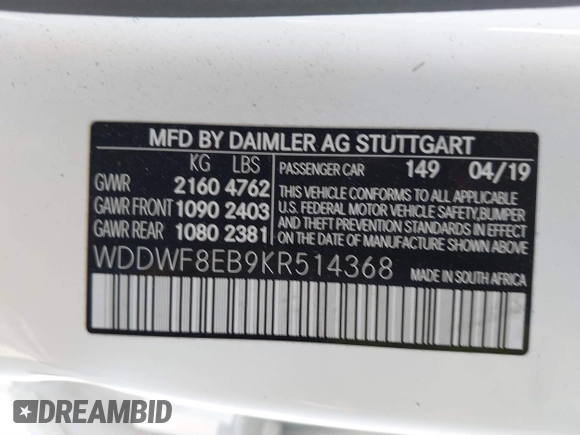 MFD BY DAIMLER AG STUTTGART
KG LBS
GVWR 2160 4762
GAWR FRONT 1090 2403
GAWR REAR 1080 2381
PASSENGER CAR 149 04/19
THIS VEHICLE CONFORMS TO ALL APPLICABLE
U.S. FEDERAL MOTOR VEHICLE SAFETY,BUMPER
AND THEFT PREVENTION STANDARDS IN EFFECT
ON THE DATE OF MANUFACTURE SHOWN ABOVE
WDDWF8EB9KR514368
MADE IN SOUTH AFRICA
DREAMBID